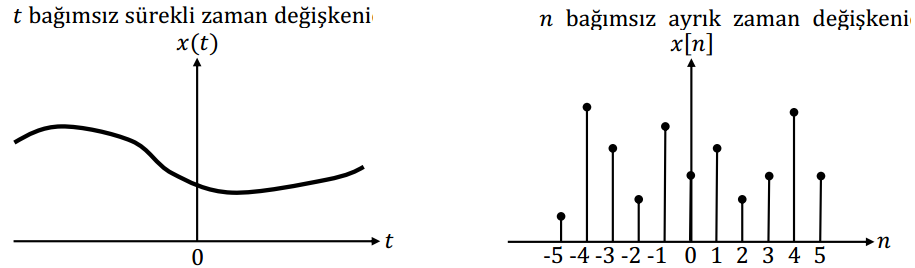 t bağımsız sürekli zaman değişkeni
x(t)
t
0
n bağımsız ayrık zaman değişkeni
x[n]
n
-5 -4 -3 -2 -1 0 1 2 3 4 5